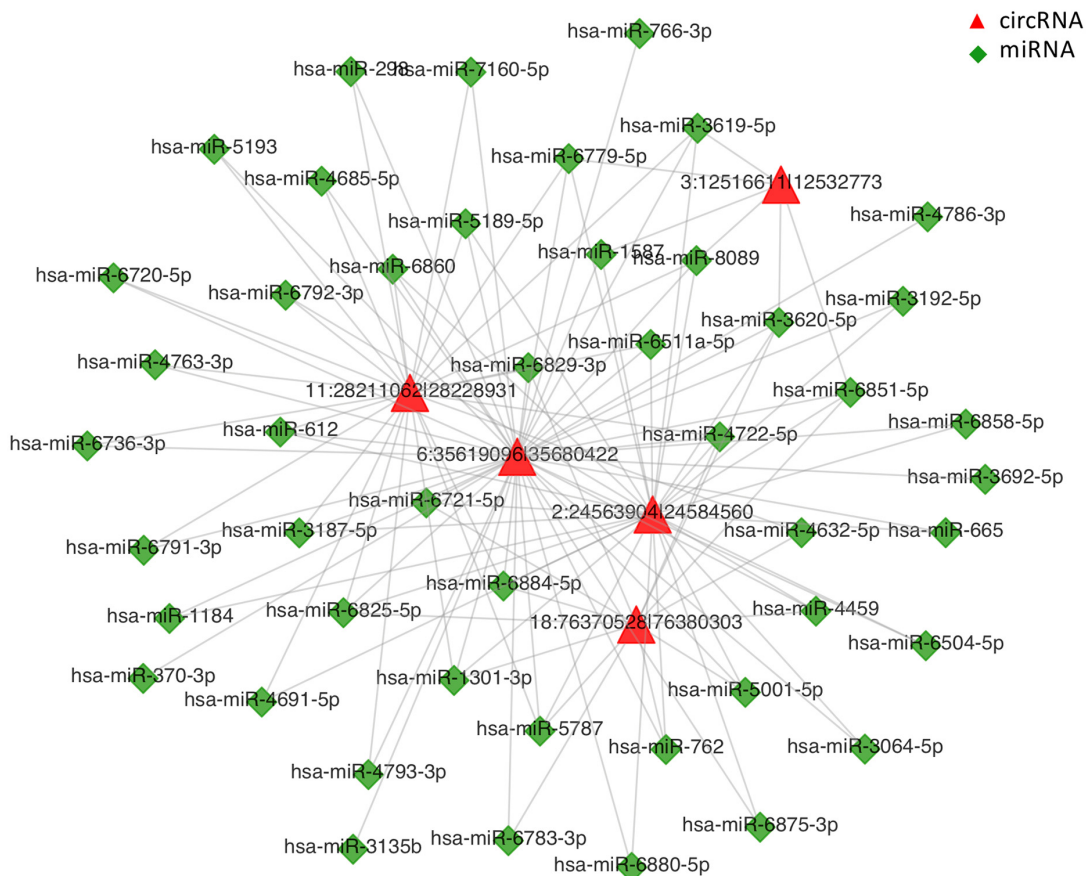 hsa-miR-766-3p
circRNA
miRNA
hsa-miR-298
hsa-miR-7160-5p
hsa-miR-3619-5p
hsa-miR-5193
hsa-miR-6779-5p
hsa-miR-4685-5p
3:12516611|12532773
hsa-miR-4786-3p
hsa-miR-5189-5p
hsa-miR-1587
hsa-miR-8089
hsa-miR-6860
hsa-miR-6720-5p
hsa-miR-6792-3p
hsa-miR-3192-5p
hsa-miR-3620-5p
hsa-miR-6511a-5p
hsa-miR-4763-3p
hsa-miR-6829-3p
11:28211062|28228931
hsa-miR-6851-5p
hsa-miR-6858-5p
hsa-miR-612
hsa-miR-4722-5p
hsa-miR-6736-3p
6:35619096|35680422
hsa-miR-3692-5p
hsa-miR-6721-5p
2:24563904|24584560
hsa-miR-3187-5p
hsa-miR-4632-5p
hsa-miR-665
hsa-miR-6791-3p
hsa-miR-6884-5p
hsa-miR-1184
hsa-miR-6825-5p
hsa-miR-4459
18:76370528|76380303
hsa-miR-6504-5p
hsa-miR-370-3p
hsa-miR-1301-3p
hsa-miR-4691-5p
hsa-miR-5001-5p
hsa-miR-5787
hsa-miR-762
hsa-miR-3064-5p
hsa-miR-4793-3p
hsa-miR-6875-3p
hsa-miR-6783-3p
hsa-miR-3135b
hsa-miR-6880-5p